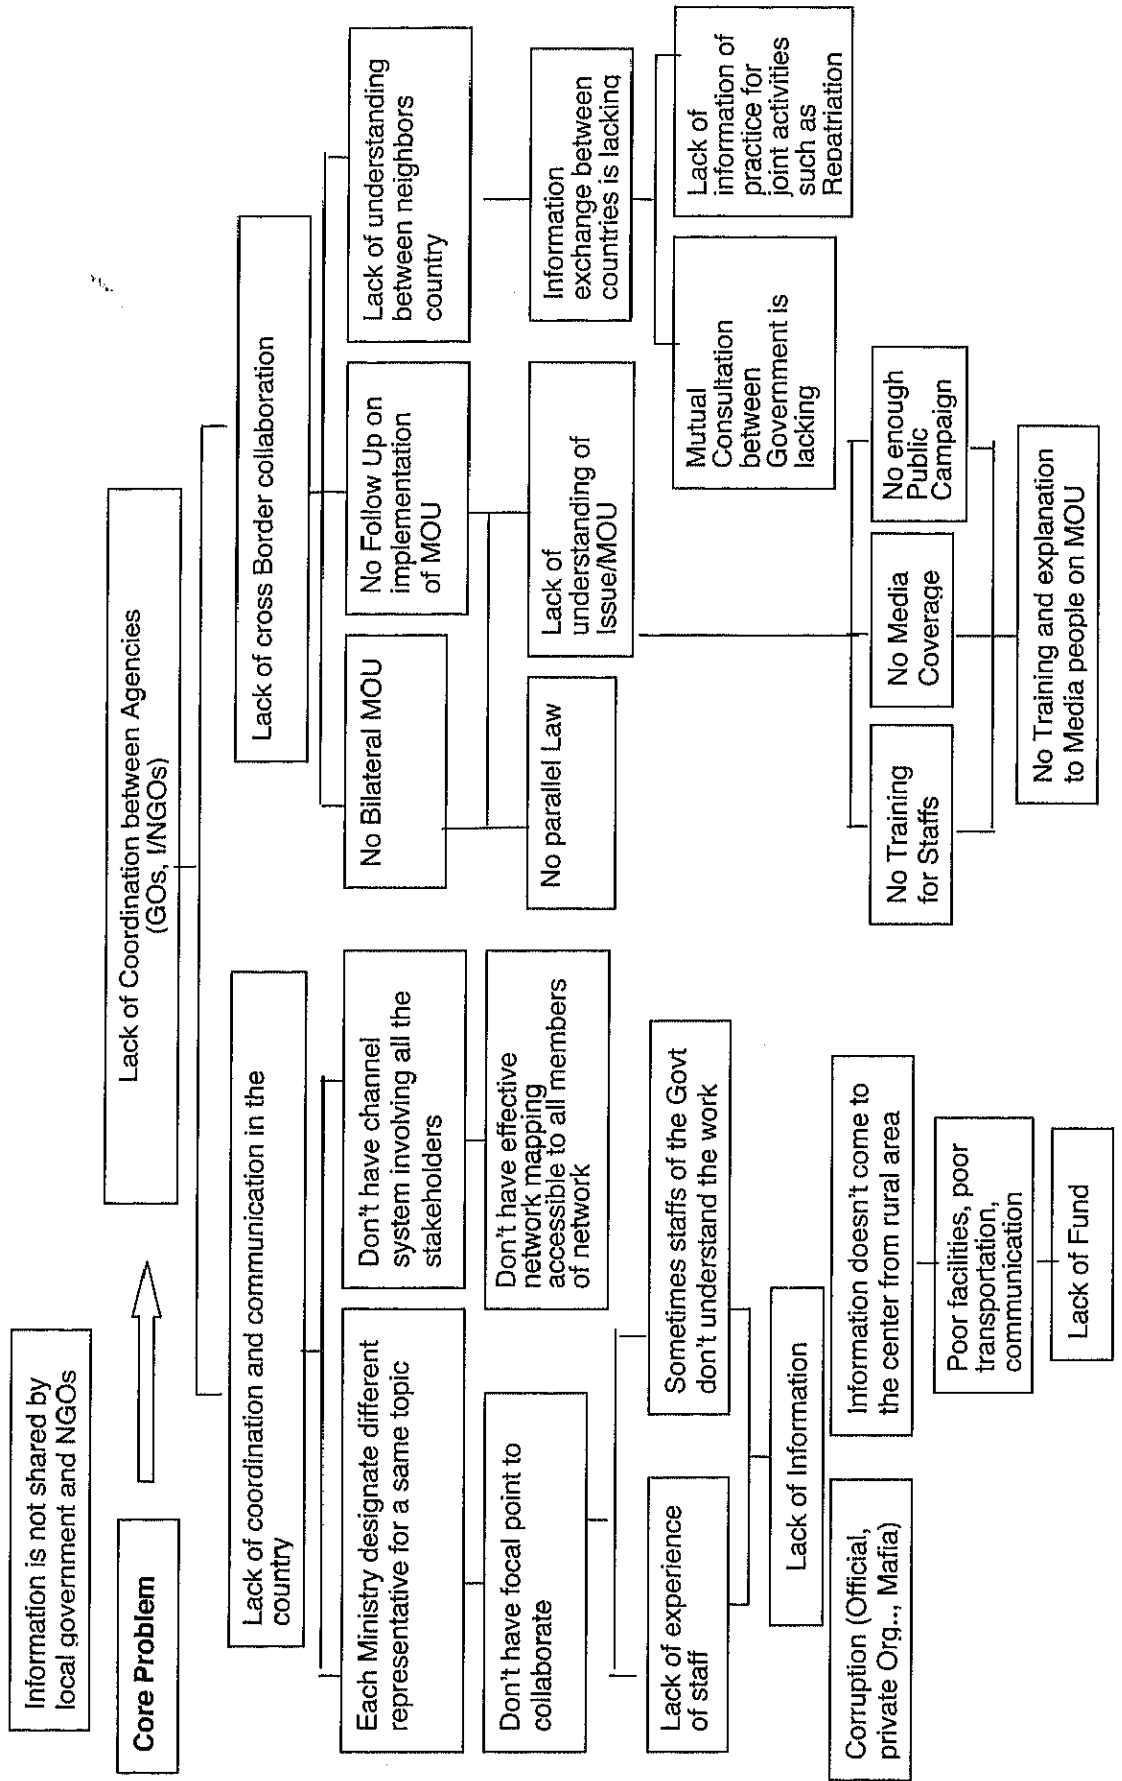 Information is not shared by
local government and NGOs
Core Problem
Lack of Coordination between Agencies
(GOs, I/NGOs)
Lack of coordination and communication in the
country
Lack of cross Border collaboration
Each Ministry designate different
representative for a same topic
Don't have channel
system involving all the
stakeholders
No Bilateral MOU
No Follow Up on
implementation
of MOU
Lack of understanding
between neighbors
country
Don't have focal point to
collaborate
Don't have effective
network mapping
accessible to all members
of network
No parallel Law
Lack of
understanding of
Issue/MOU
Information
exchange between
countries is lacking
Lack of experience
of staff
Sometimes staffs of the Govt
don't understand the work
Mutual
Consultation
between
Government is
lacking
Lack of
information of
practice for
joint activities
such as
Repatriation
Lack of Information
No Training
for Staffs
No Media
Coverage
No enough
Public
Campaign
Corruption (Official,
private Org.., Mafia)
Information doesn't come to
the center from rural area
Poor facilities, poor
transportation,
communication
No Training and explanation
to Media people on MOU
Lack of Fund